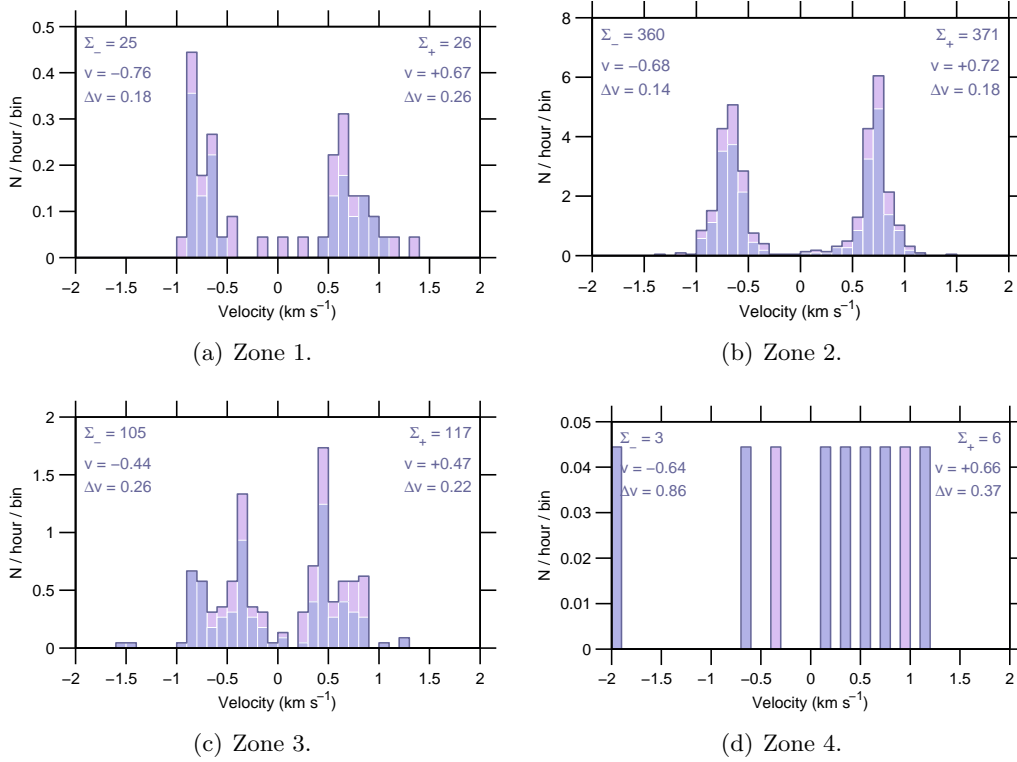 Σ− = 25
Σ+ = 26
v = −0.76
v = +0.67
Δv = 0.18
Δv = 0.26
N / hour / bin
0.5
0.4
0.3
0.2
0.1
0
−2 −1.5 −1 −0.5 0 0.5 1 1.5 2
Velocity (km s−1)
(a) Zone 1.
Σ− = 360
Σ+ = 371
v = −0.68
v = +0.72
Δv = 0.14
Δv = 0.18
N / hour / bin
8
6
4
2
0
−2 −1.5 −1 −0.5 0 0.5 1 1.5 2
Velocity (km s−1)
(b) Zone 2.
Σ− = 105
Σ+ = 117
v = −0.44
v = +0.47
Δv = 0.26
Δv = 0.22
N / hour / bin
2
1.5
1
0.5
0
−2 −1.5 −1 −0.5 0 0.5 1 1.5 2
Velocity (km s−1)
(c) Zone 3.
Σ− = 3
Σ+ = 6
v = −0.64
v = +0.66
Δv = 0.86
Δv = 0.37
N / hour / bin
0.05
0.04
0.03
0.02
0.01
0
−2 −1.5 −1 −0.5 0 0.5 1 1.5 2
Velocity (km s−1)
(d) Zone 4.